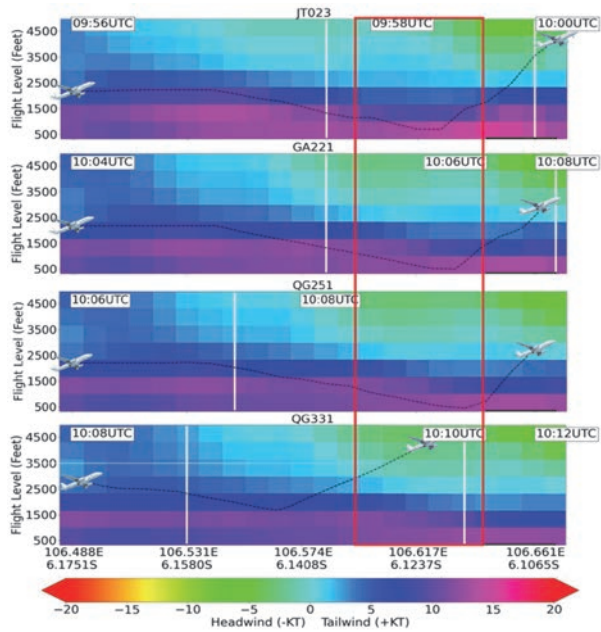 JT023
09:56UTC 09:58UTC 10:00UTC
4500
3500
2500
1500
500
Flight Level (Feet)
GA221
10:04UTC 10:06UTC 10:08UTC
4500
3500
2500
1500
500
Flight Level (Feet)
QG251
10:06UTC 10:08UTC
4500
3500
2500
1500
500
Flight Level (Feet)
QG331
10:08UTC 10:10UTC 10:12UTC
4500
3500
2500
1500
500
Flight Level (Feet)
106.488E 106.531E 106.574E 106.617E 106.661E
6.1751S 6.1580S 6.1408S 6.1237S 6.1065S
−20 −15 −10 −5 0 5 10 15 20
Headwind (-KT) Tailwind (+KT)